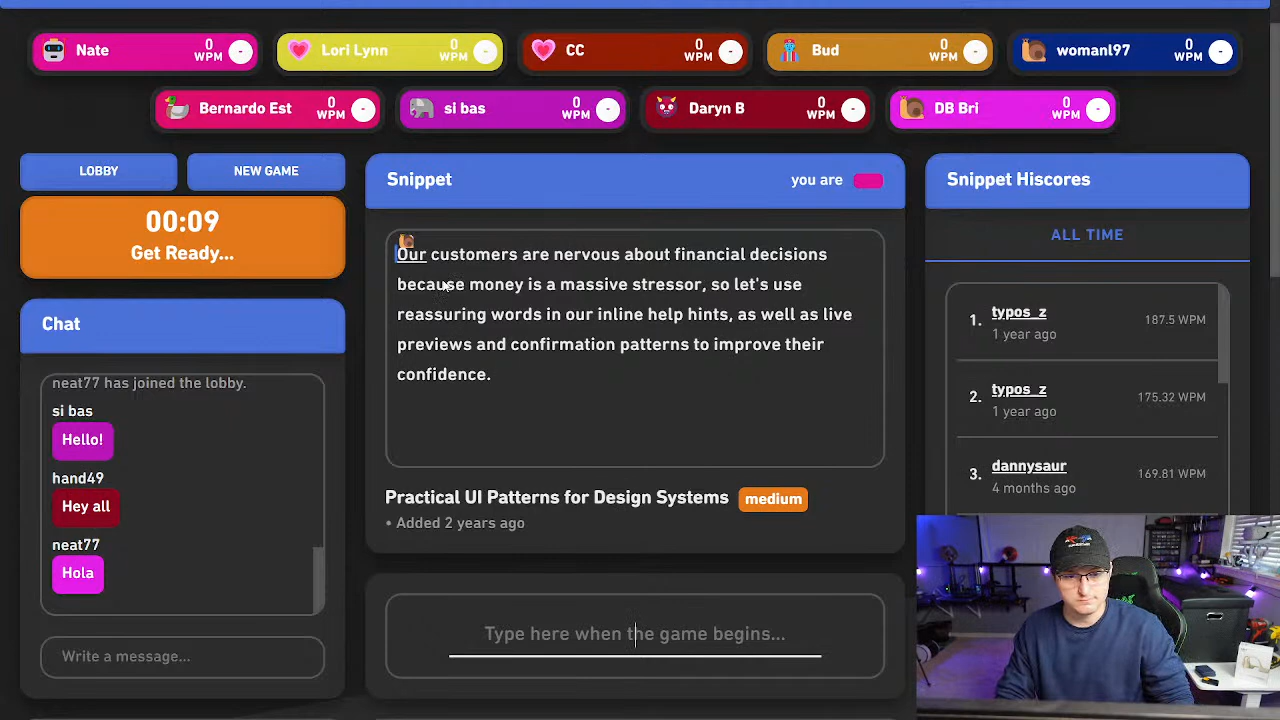 Nate 0 WPM -
Lori Lynn 0 WPM -
CC 0 WPM -
Bud 0 WPM -
womanl97 0 WPM -
Bernardo Est 0 WPM -
si bas 0 WPM -
Daryn B 0 WPM -
DB Bri 0 WPM -
LOBBY
NEW GAME
00:09
Get Ready...
Chat
neat77 has joined the lobby.
si bas
Hello!
hand49
Hey all
neat77
Hola
Write a message...
Snippet
you are
Our customers are nervous about financial decisions
because money is a massive stressor, so let's use
reassuring words in our inline help hints, as well as live
previews and confirmation patterns to improve their
confidence.
Practical UI Patterns for Design Systems medium
• Added 2 years ago
Type here when the game begins...
Snippet Hiscores
ALL TIME
1. typos_z 187.5 WPM
1 year ago
2. typos_z 175.32 WPM
1 year ago
3. dannysaur 169.81 WPM
4 months ago